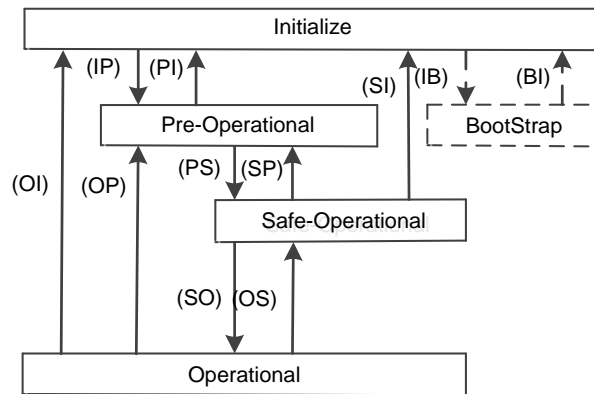 Initialize
(IP) (PI) (SI) (IB) (BI)
Pre-Operational BootStrap
(OI) (OP) (PS) (SP)
Safe-Operational
(SO) (OS)
Operational